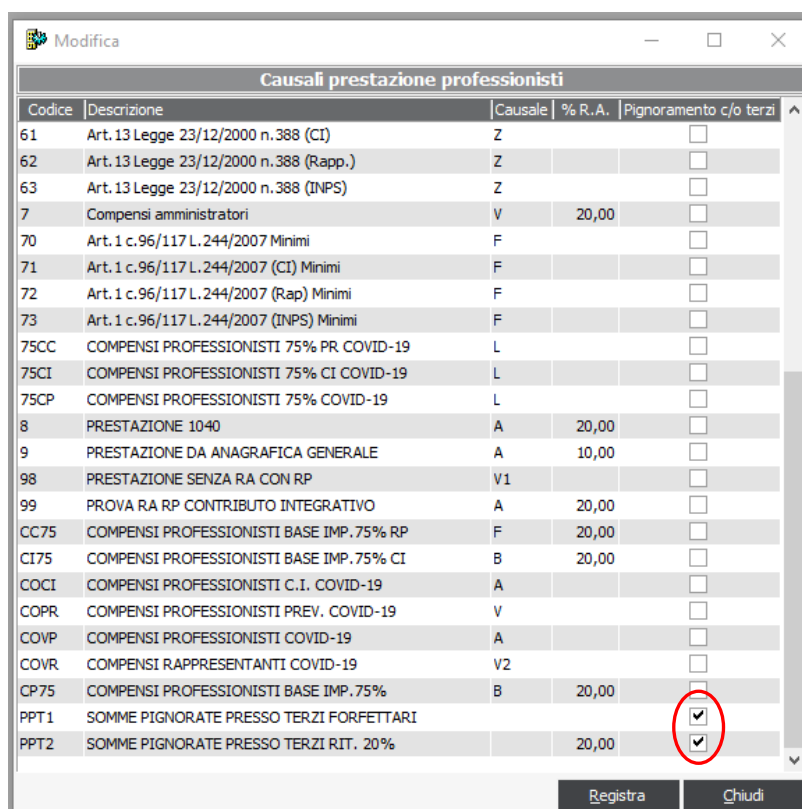 Modifica
Causali prestazione professionisti
Codice Descrizione Causale % R.A. Pignoramento c/o terzi
61 Art.13 Legge 23/12/2000 n.388 (CI) Z
62 Art.13 Legge 23/12/2000 n.388 (Rapp.) Z
63 Art.13 Legge 23/12/2000 n.388 (INPS) Z
7 Compensi amministratori V 20,00
70 Art.1 c.96/117 L.244/2007 Minimi F
71 Art.1 c.96/117 L.244/2007 (CI) Minimi F
72 Art.1 c.96/117 L.244/2007 (Rap) Minimi F
73 Art.1 c.96/117 L.244/2007 (INPS) Minimi F
75CC COMPENSI PROFESSIONISTI 75% PR COVID-19 L
75CI COMPENSI PROFESSIONISTI 75% CI COVID-19 L
75CP COMPENSI PROFESSIONISTI 75% COVID-19 L
8 PRESTAZIONE 1040 A 20,00
9 PRESTAZIONE DA ANAGRAFICA GENERALE A 10,00
98 PRESTAZIONE SENZA RA CON RP V1
99 PROVA RA RP CONTRIBUTO INTEGRATIVO A 20,00
CC75 COMPENSI PROFESSIONISTI BASE IMP.75% RP F 20,00
CI75 COMPENSI PROFESSIONISTI BASE IMP.75% CI B 20,00
COCI COMPENSI PROFESSIONISTI C.I. COVID-19 A
COPR COMPENSI PROFESSIONISTI PREV. COVID-19 V
COVP COMPENSI PROFESSIONISTI COVID-19 A
COVR COMPENSI RAPPRESENTANTI COVID-19 V2
CP75 COMPENSI PROFESSIONISTI BASE IMP.75% B 20,00
PPT1 SOMME PIGNORATE PRESSO TERZI FORFETTARI
PPT2 SOMME PIGNORATE PRESSO TERZI RIT. 20% 20,00
Registra Chiudi